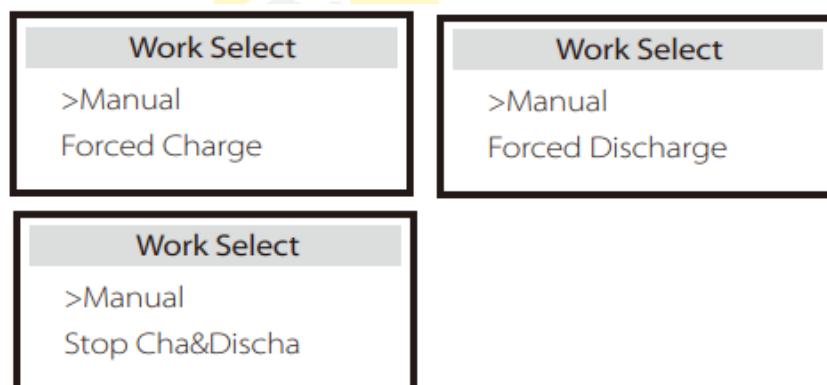 Work Select
>Manual
Forced Charge
Work Select
>Manual
Forced Discharge
Work Select
>Manual
Stop Cha&Discha